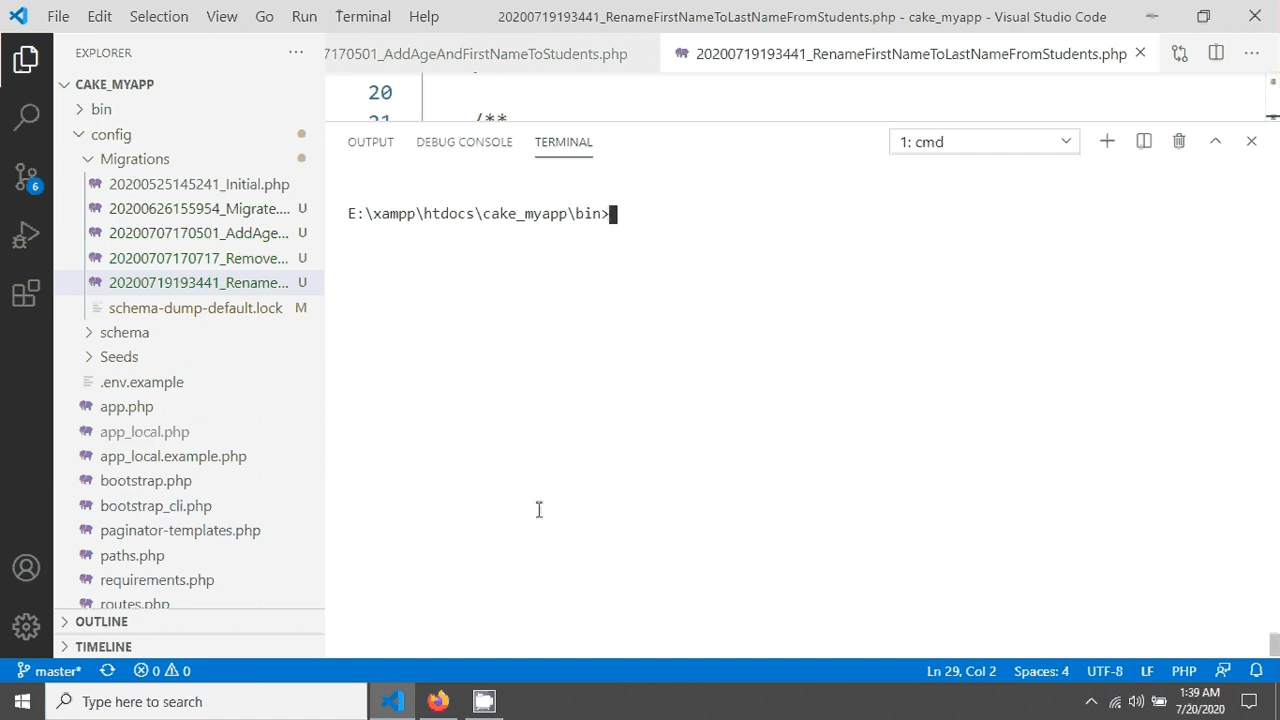 File Edit Selection View Go Run Terminal Help 20200719193441_RenameFirstNameToLastNameFromStudents.php - cake_myapp - Visual Studio Code
EXPLORER
7170501_AddAgeAndFirstNameToStudents.php
20200719193441_RenameFirstNameToLastNameFromStudents.php
CAKE_MYAPP
bin
config
Migrations
20200525145241_Initial.php
20200626155954_Migrate.... U
20200707170501_AddAge... U
20200707170717_Remove... U
20200719193441_Rename... U
schema-dump-default.lock M
schema
Seeds
.env.example
app.php
app_local.php
app_local.example.php
bootstrap.php
bootstrap_cli.php
paginator-templates.php
paths.php
requirements.php
routes.php
OUTLINE
TIMELINE
6
20
21 /**
OUTPUT DEBUG CONSOLE TERMINAL 1: cmd
E:\xampp\htdocs\cake_myapp\bin>
master* 0 0 Ln 29, Col 2 Spaces: 4 UTF-8 LF PHP
Type here to search
1:39 AM
7/20/2020